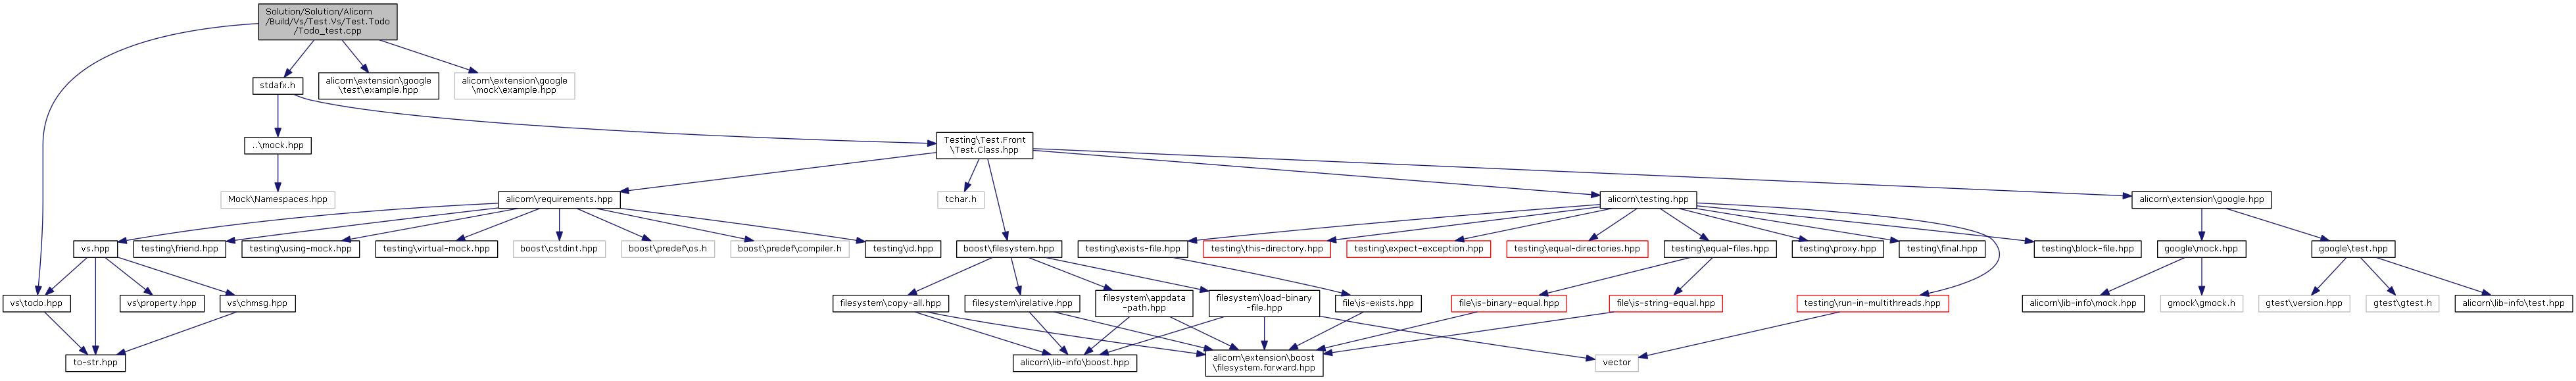 Solution/Solution/Alicorn
/Build/Vs/Test.Vs/Test.Todo
/Todo_test.cpp
stdafx.h
alicorn\extension\google
\test\example.hpp
alicorn\extension\google
\mock\example.hpp
..\mock.hpp
Testing\Test.Front
\Test.Class.hpp
Mock\Namespaces.hpp
alicorn\requirements.hpp
tchar.h
alicorn\testing.hpp
alicorn\extension\google.hpp
vs.hpp
testing\friend.hpp
testing\using-mock.hpp
testing\virtual-mock.hpp
boost\cstdint.hpp
boost\predef\os.h
boost\predef\compiler.h
testing\id.hpp
boost\filesystem.hpp
testing\exists-file.hpp
testing\this-directory.hpp
testing\expect-exception.hpp
testing\equal-directories.hpp
testing\equal-files.hpp
testing\proxy.hpp
testing\final.hpp
testing\block-file.hpp
google\mock.hpp
google\test.hpp
vs\todo.hpp
vs\property.hpp
vs\chmsg.hpp
filesystem\copy-all.hpp
filesystem\irelative.hpp
filesystem\appdata
-path.hpp
filesystem\load-binary
-file.hpp
file\is-exists.hpp
file\is-binary-equal.hpp
file\is-string-equal.hpp
testing\run-in-multithreads.hpp
alicorn\lib-info\mock.hpp
gmock\gmock.h
gtest\version.hpp
gtest\gtest.h
alicorn\lib-info\test.hpp
to-str.hpp
alicorn\lib-info\boost.hpp
alicorn\extension\boost
\filesystem.forward.hpp
vector